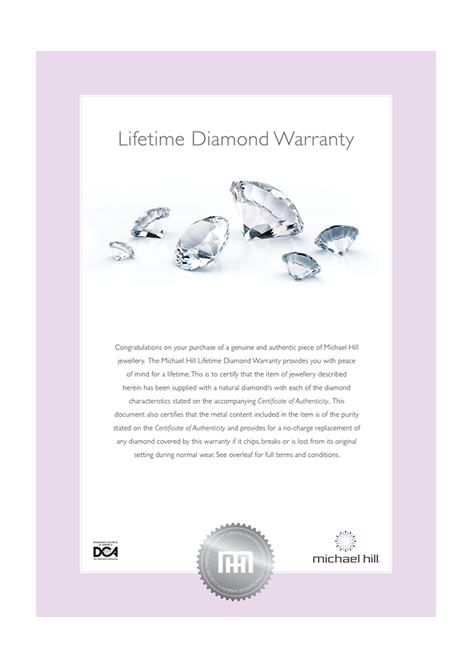 Lifetime Diamond Warranty
Congratulations on your purchase of a genuine and authentic piece of Michael Hill
jewellery. The Michael Hill Lifetime Diamond Warranty provides you with peace
of mind for a lifetime. This is to certify that the item of jewellery described
herein has been supplied with a natural diamond/s with each of the diamond
characteristics stated on the accompanying Certificate of Authenticity. This
document also certifies that the metal content included in the item is of the purity
stated on the Certificate of Authenticity and provides for a no-charge replacement of
any diamond covered by this warranty if it chips, breaks or is lost from its original
setting during normal wear. See overleaf for full terms and conditions.
DIAMOND COUNCIL
OF AMERICA
DCA
michael hill